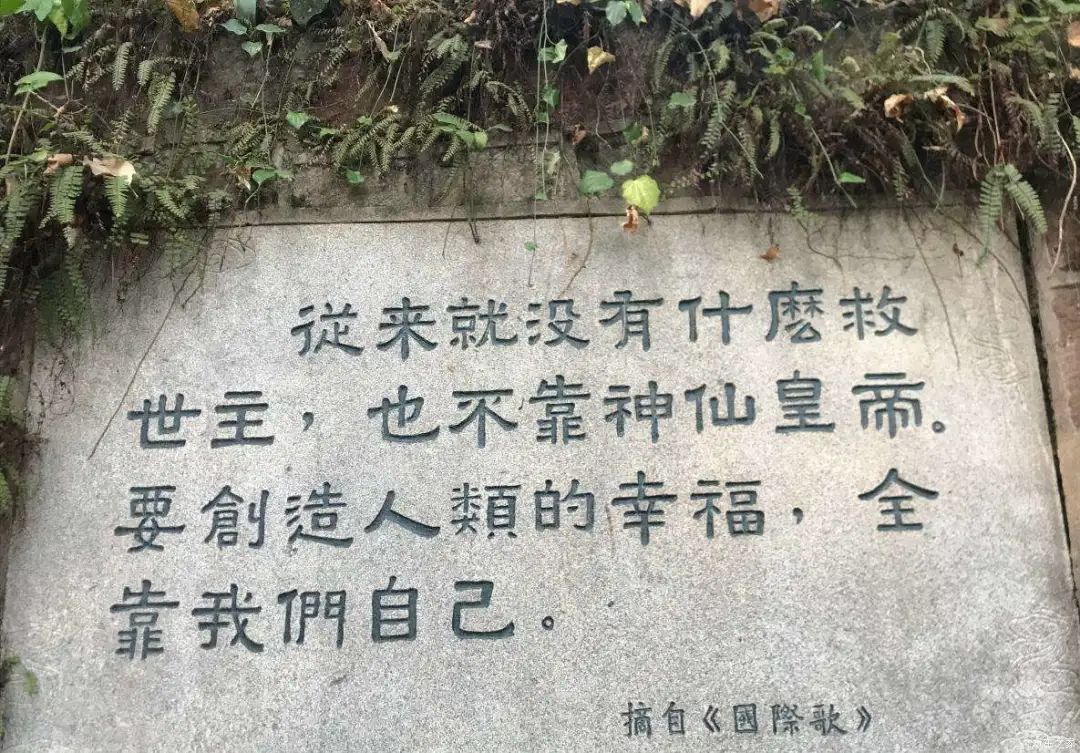 從来就没有什麽救
世主，也不靠神仙皇帝。
要創造人類的幸福，全
靠我們自己。
摘自《國際歌》